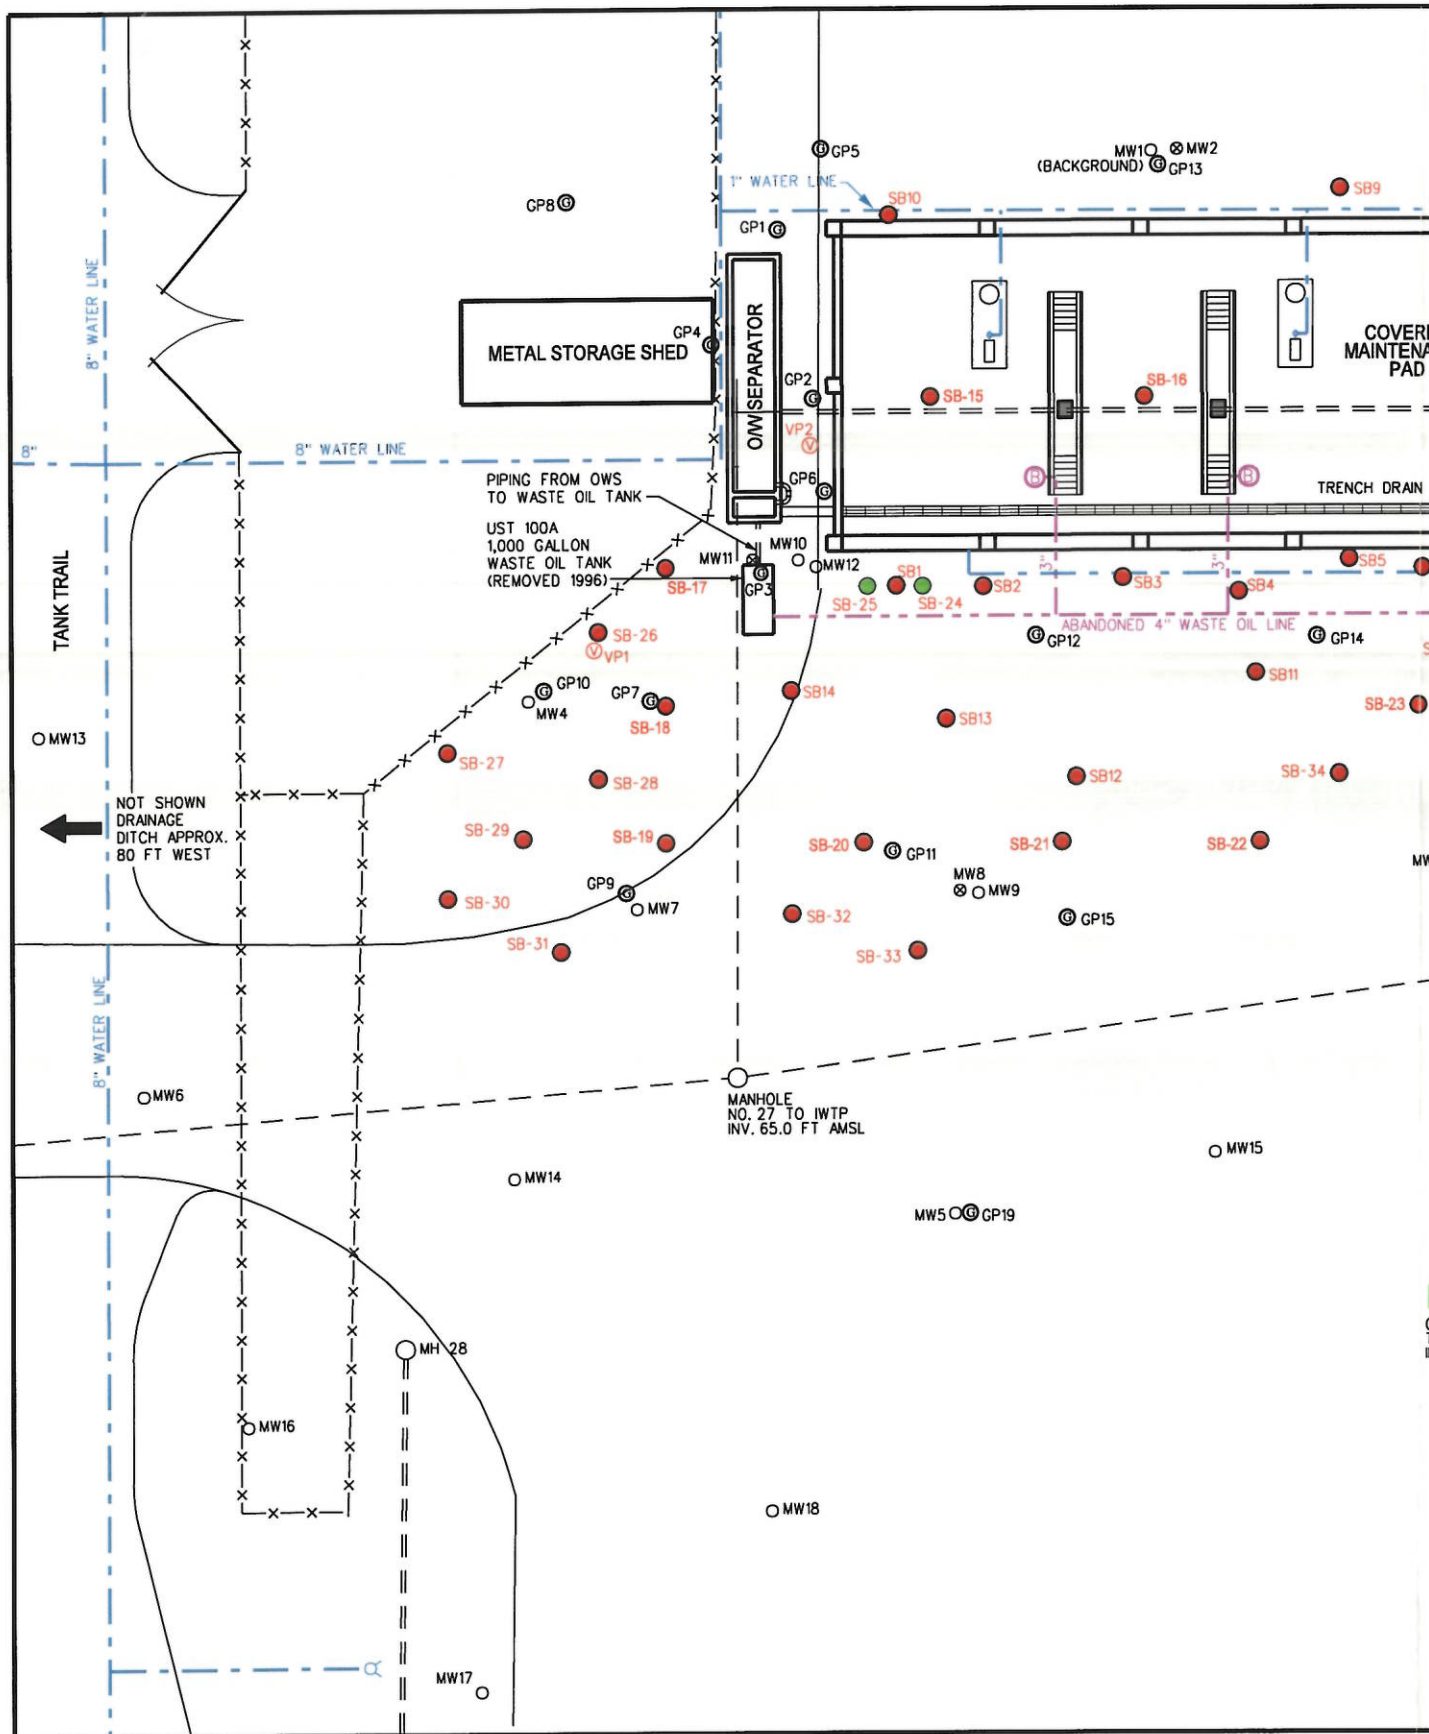 GP5
MW1
MW2
(BACKGROUND)
GP13
1" WATER LINE
SB9
SB10
GP8
GP1
8" WATER LINE
GP4
METAL STORAGE SHED
O/W SEPARATOR
MAINTENA
PAD
GP2
SB-15
SB-16
VP2
8"
8" WATER LINE
PIPING FROM OWS
TO WASTE OIL TANK
GP6
B
B
TRENCH DRAIN
UST 100A
1,000 GALLON
WASTE OIL TANK
(REMOVED 1996)
MW11
MW10
MW12
GP3
SB-17
SB-25
SB1
SB-24
SB2
3"
SB3
3"
SB4
SB5
ABANDONED 4" WASTE OIL LINE
TANK TRAIL
SB-26
VP1
GP12
GP14
GP10
MW4
GP7
SB-18
SB14
SB13
SB11
SB-23
MW13
SB-27
SB-28
SB12
SB-34
NOT SHOWN
DRAINAGE
DITCH APPROX.
80 FT WEST
SB-29
SB-19
SB-20
GP11
SB-21
SB-22
MW8
MW9
GP9
MW7
SB-30
SB-32
GP15
SB-31
SB-33
8" WATER LINE
MW6
MANHOLE
NO. 27 TO IWTP
INV. 65.0 FT AMSL
MW14
MW15
MW5
GP19
MH 28
MW16
MW18
MW17